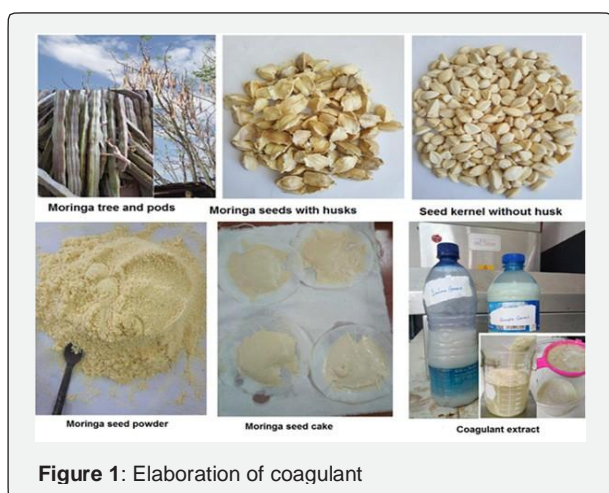 Moringa tree and pods
Moringa seeds with husks
Seed kernel without husk
Moringa seed powder
Moringa seed cake
Coagulant extract
Figure 1: Elaboration of coagulant